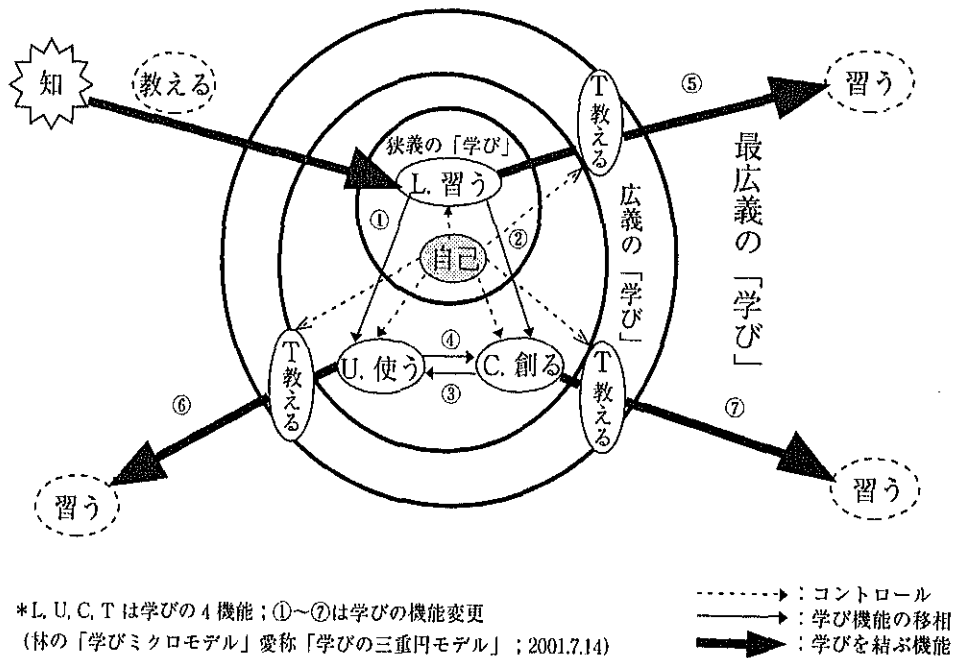 知
教える
狭義の「学び」
L. 習う
①
②
自己
T教える
⑤
習う
広義の「学び」
最広義の「学び」
T教える
U. 使う
④
③
C. 創る
T教える
⑥
⑦
習う
習う
*L, U, C, T は学びの4機能；①～⑦は学びの機能変更
(林の「学びミクロモデル」愛称「学びの三重円モデル」；2001.7.14)
：コントロール
：学び機能の移相
：学びを結ぶ機能